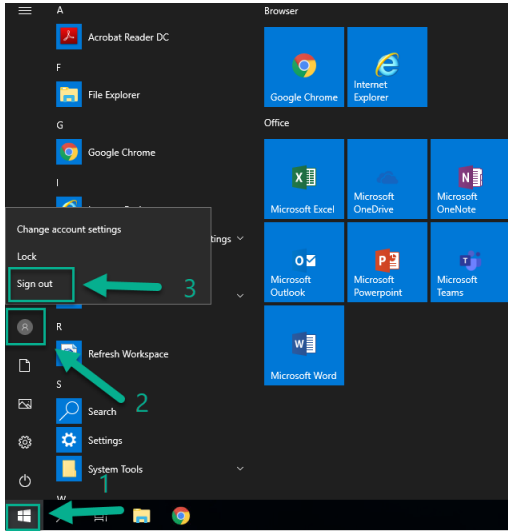 A
Acrobat Reader DC
F
File Explorer
G
Google Chrome
I
Change account settings
Lock
Sign out
3
tings
R
Refresh Workspace
2
S
Search
Settings
System Tools
1
W
Browser
Google Chrome
Internet
Explorer
Office
Microsoft Excel
Microsoft
OneDrive
Microsoft
OneNote
Microsoft
Outlook
Microsoft
Powerpoint
Microsoft
Teams
Microsoft Word